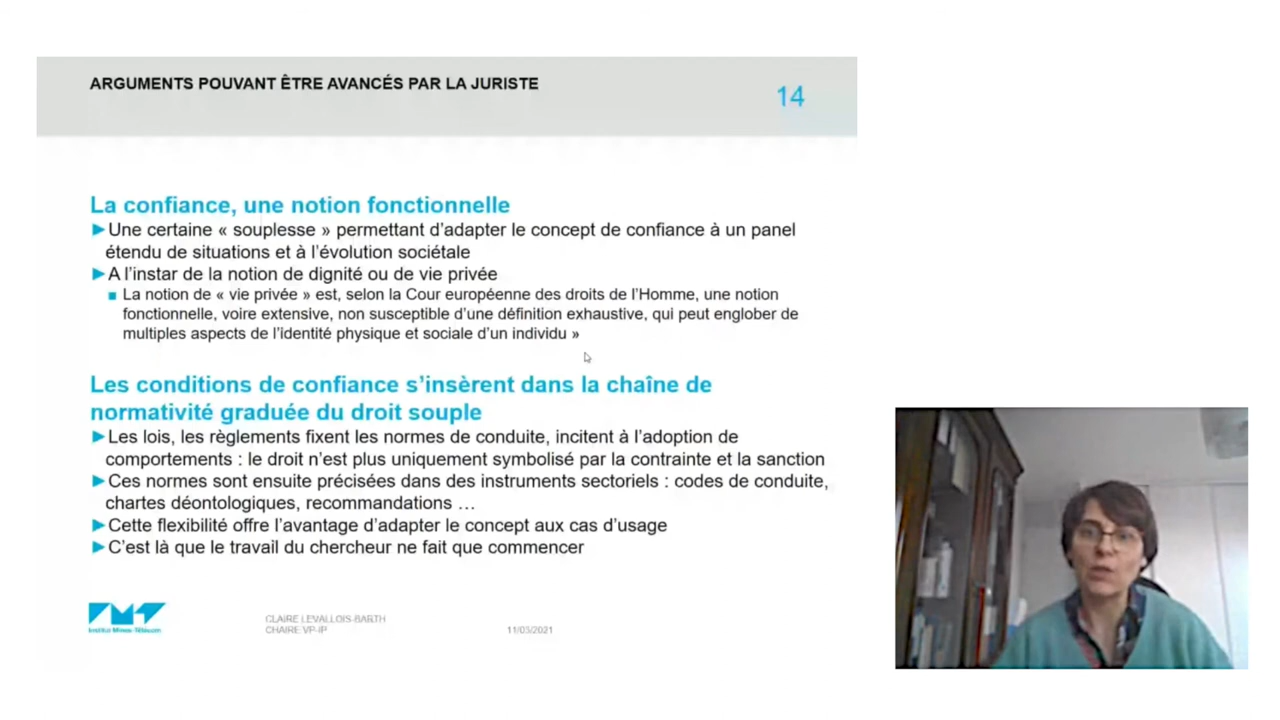 ARGUMENTS POUVANT ÊTRE AVANCÉS PAR LA JURISTE
14
La confiance, une notion fonctionnelle
►Une certaine « souplesse » permettant d’adapter le concept de confiance à un panel
étendu de situations et à l’évolution sociétale
►A l’instar de la notion de dignité ou de vie privée
■ La notion de « vie privée » est, selon la Cour européenne des droits de l’Homme, une notion
fonctionnelle, voire extensive, non susceptible d’une définition exhaustive, qui peut englober de
multiples aspects de l’identité physique et sociale d’un individu »
Les conditions de confiance s’insèrent dans la chaîne de
normativité graduée du droit souple
►Les lois, les règlements fixent les normes de conduite, incitent à l’adoption de
comportements : le droit n’est plus uniquement symbolisé par la contrainte et la sanction
►Ces normes sont ensuite précisées dans des instruments sectoriels : codes de conduite,
chartes déontologiques, recommandations …
►Cette flexibilité offre l’avantage d’adapter le concept aux cas d’usage
►C’est là que le travail du chercheur ne fait que commencer
Institut Mines-Télécom
CLAIRE LEVALLOIS-BARTH
CHAIRE VP-IP
11/03/2021